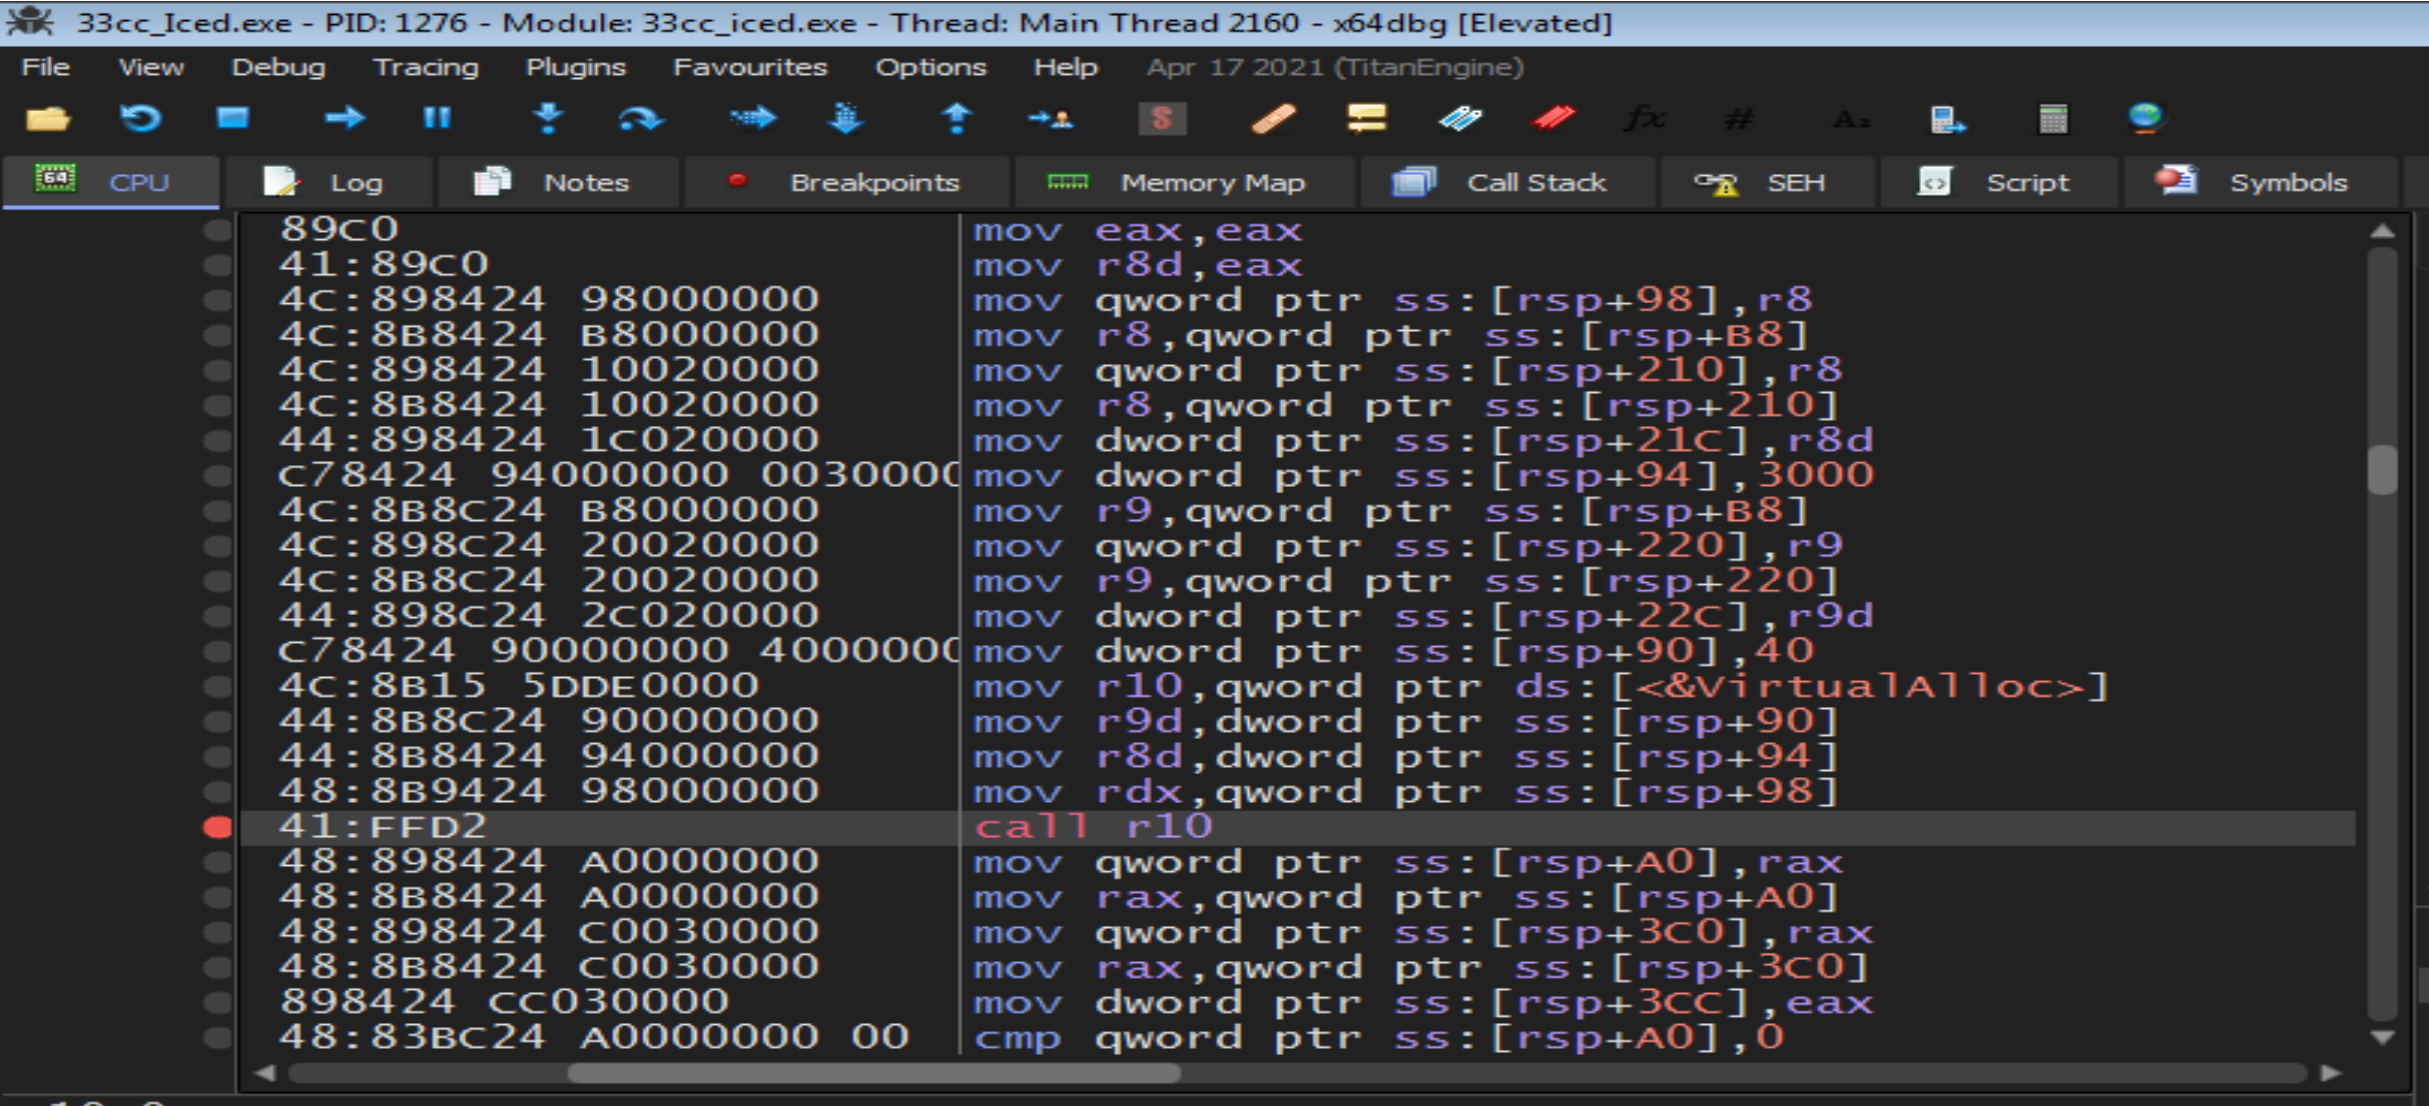 33cc_Iced.exe - PID: 1276 - Module: 33cc_iced.exe - Thread: Main Thread 2160 - x64dbg [Elevated]
File View Debug Tracing Plugins Favourites Options Help Apr 17 2021 (TitanEngine)
CPU Log Notes Breakpoints Memory Map Call Stack SEH Script Symbols
89C0 mov eax,eax
41:89C0 mov r8d,eax
4C:898424 98000000 mov qword ptr ss:[rsp+98],r8
4C:8B8424 B8000000 mov r8,qword ptr ss:[rsp+B8]
4C:898424 10020000 mov qword ptr ss:[rsp+210],r8
4C:8B8424 10020000 mov r8,qword ptr ss:[rsp+210]
44:898424 1C020000 mov dword ptr ss:[rsp+21C],r8d
C78424 94000000 0030000 mov dword ptr ss:[rsp+94],3000
4C:8B8C24 B8000000 mov r9,qword ptr ss:[rsp+B8]
4C:898C24 20020000 mov qword ptr ss:[rsp+220],r9
4C:8B8C24 20020000 mov r9,qword ptr ss:[rsp+220]
44:898C24 2C020000 mov dword ptr ss:[rsp+22C],r9d
C78424 90000000 4000000 mov dword ptr ss:[rsp+90],40
4C:8B15 5DDE0000 mov r10,qword ptr ds:[<&VirtualAlloc>]
44:8B8C24 90000000 mov r9d,dword ptr ss:[rsp+90]
44:8B8424 94000000 mov r8d,dword ptr ss:[rsp+94]
48:8B9424 98000000 mov rdx,qword ptr ss:[rsp+98]
41:FFD2 call r10
48:898424 A0000000 mov qword ptr ss:[rsp+A0],rax
48:8B8424 A0000000 mov rax,qword ptr ss:[rsp+A0]
48:898424 C0030000 mov qword ptr ss:[rsp+3C0],rax
48:8B8424 C0030000 mov rax,qword ptr ss:[rsp+3C0]
898424 CC030000 mov dword ptr ss:[rsp+3CC],eax
48:83BC24 A0000000 00 cmp qword ptr ss:[rsp+A0],0